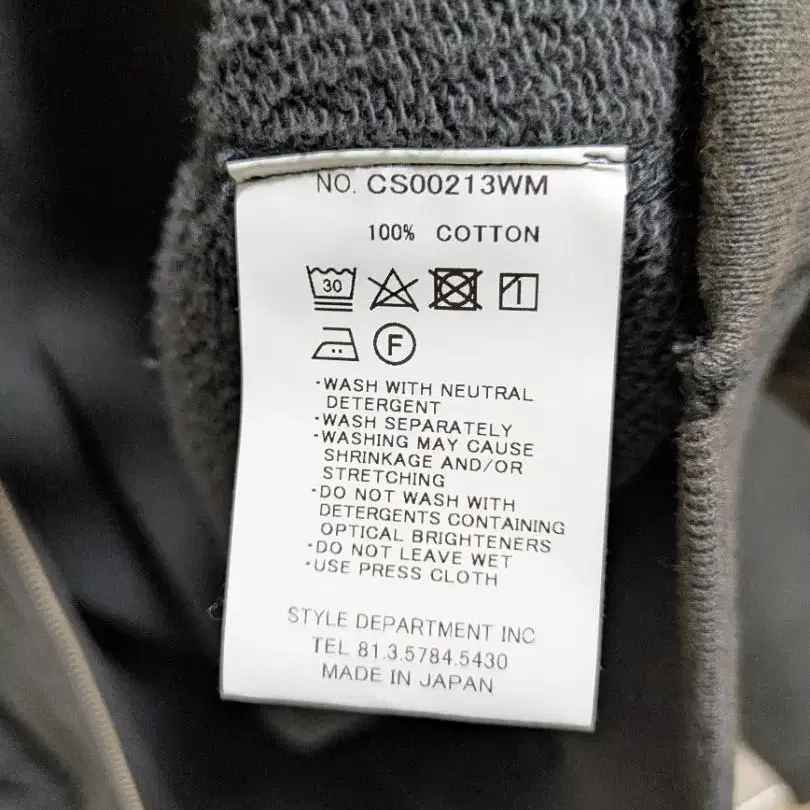 NO. CS00213WM
100% COTTON
30
F
·WASH WITH NEUTRAL
DETERGENT
·WASH SEPARATELY
·WASHING MAY CAUSE
SHRINKAGE AND/OR
STRETCHING
·DO NOT WASH WITH
DETERGENTS CONTAINING
OPTICAL BRIGHTENERS
·DO NOT LEAVE WET
·USE PRESS CLOTH
STYLE DEPARTMENT INC
TEL 81.3.5784.5430
MADE IN JAPAN